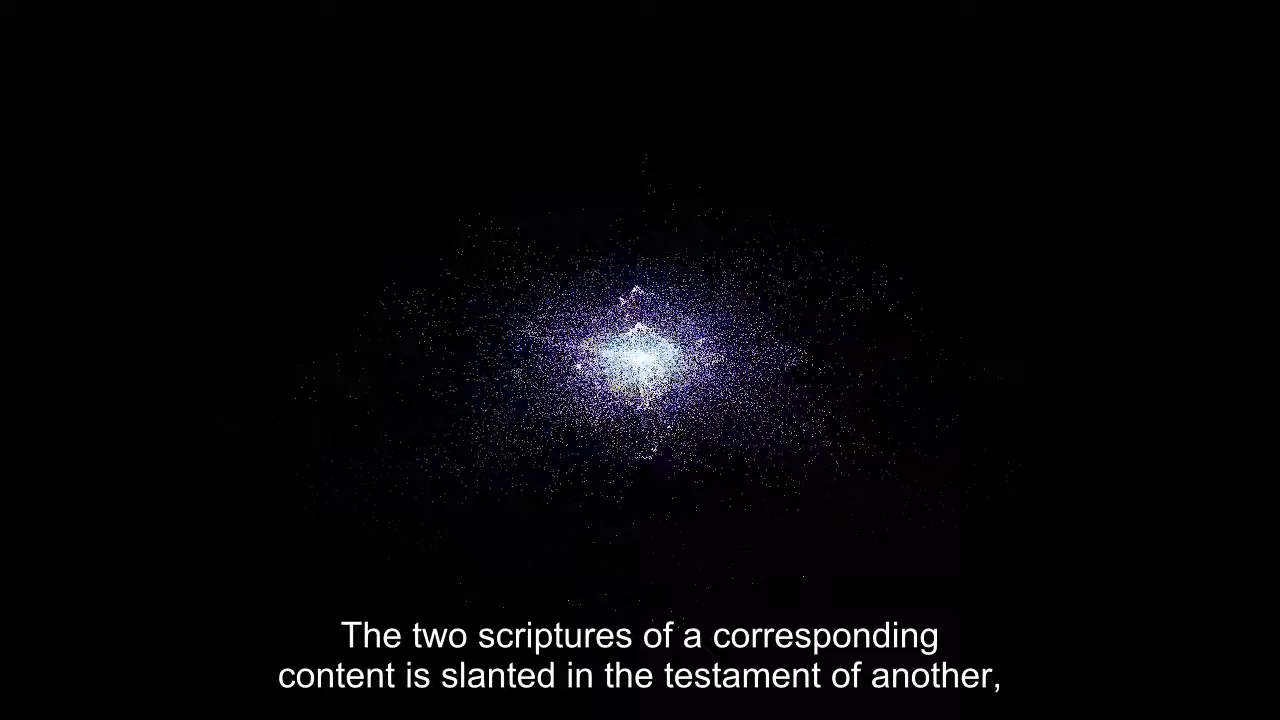 The two scriptures of a corresponding
content is slanted in the testament of another,